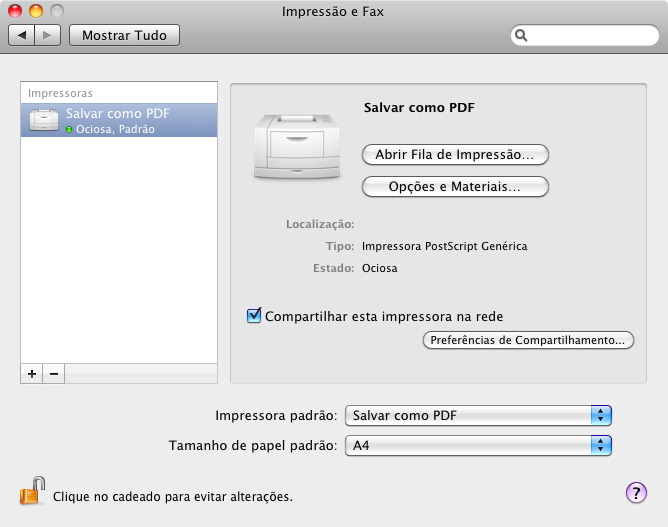 Impressão e Fax
Mostrar Tudo
Impressoras
Salvar como PDF
Ociosa, Padrão
Salvar como PDF
Abrir Fila de Impressão...
Opções e Materiais...
Localização:
Tipo: Impressora PostScript Genérica
Estado: Ociosa
Compartilhar esta impressora na rede
Preferências de Compartilhamento...
+ −
Impressora padrão: Salvar como PDF
Tamanho de papel padrão: A4
Clique no cadeado para evitar alterações.
?